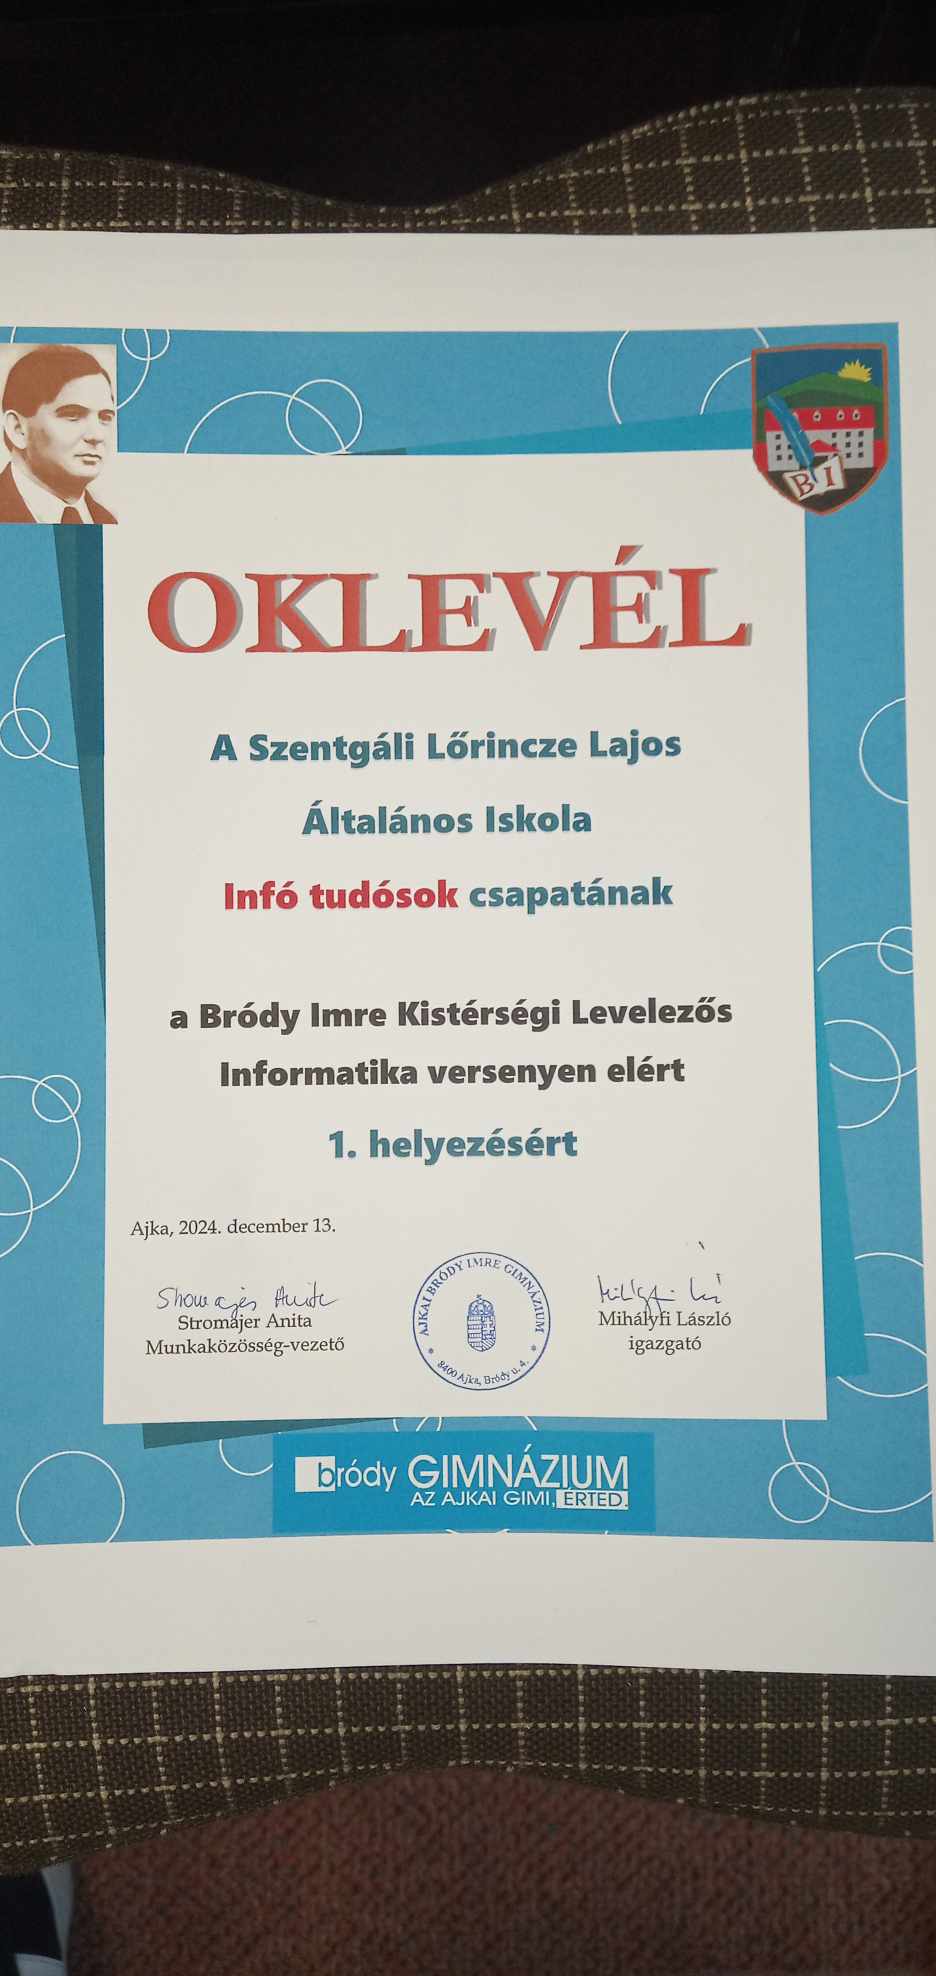 B I
OKLEVÉL
A Szentgáli Lőrincze Lajos
Általános Iskola
Infó tudósok csapatának
a Bródy Imre Kistérségi Levelezős
Informatika versenyen elért
1. helyezésért
Ajka, 2024. december 13.
Stromájer Anita
Munkaközösség-vezető
AJKAI BRÓDY IMRE GIMNÁZIUM
* 8400 Ajka, Bródy u. 4. *
Mihályfi László
igazgató
bródy GIMNÁZIUM
AZ AJKAI GIMI, ÉRTED.